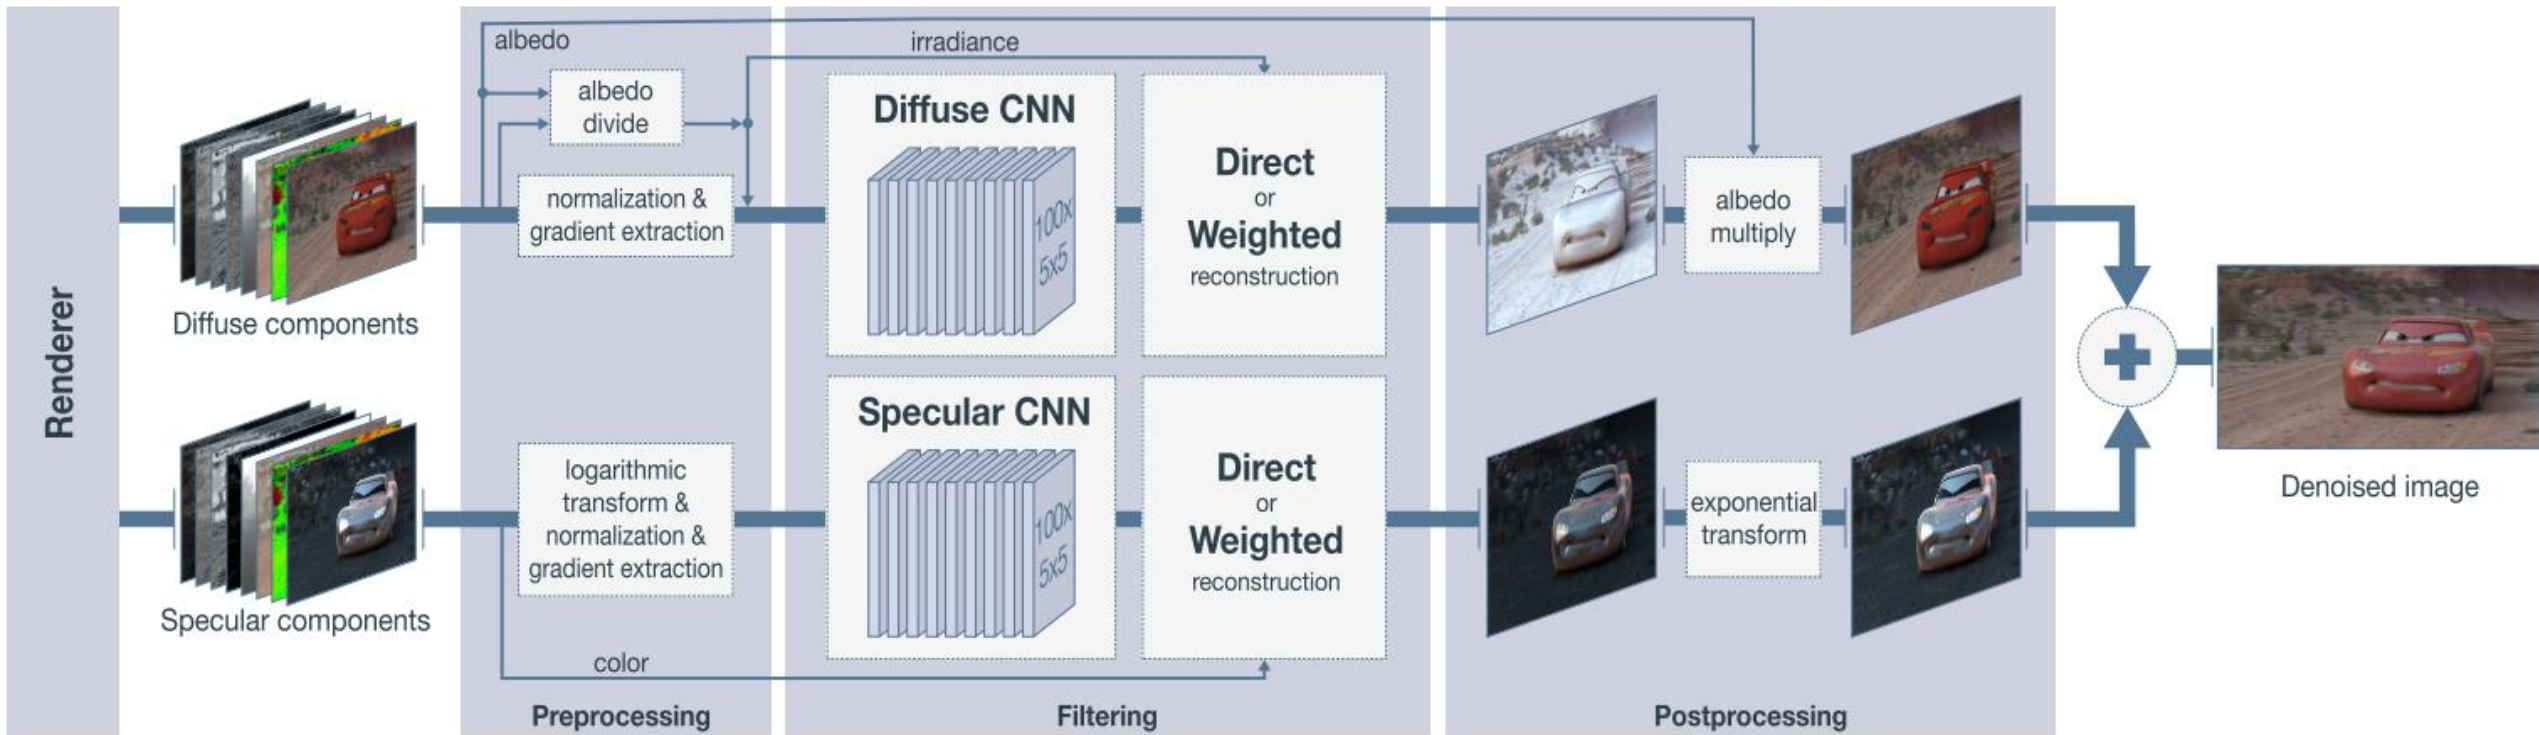 Renderer
Diffuse components
Specular components
albedo
albedo
divide
normalization &
gradient extraction
logarithmic
transform &
normalization &
gradient extraction
color
Preprocessing
irradiance
Diffuse CNN
100x
5x5
Direct
or
Weighted
reconstruction
Specular CNN
100x
5x5
Direct
or
Weighted
reconstruction
Filtering
albedo
multiply
exponential
transform
Postprocessing
Denoised image